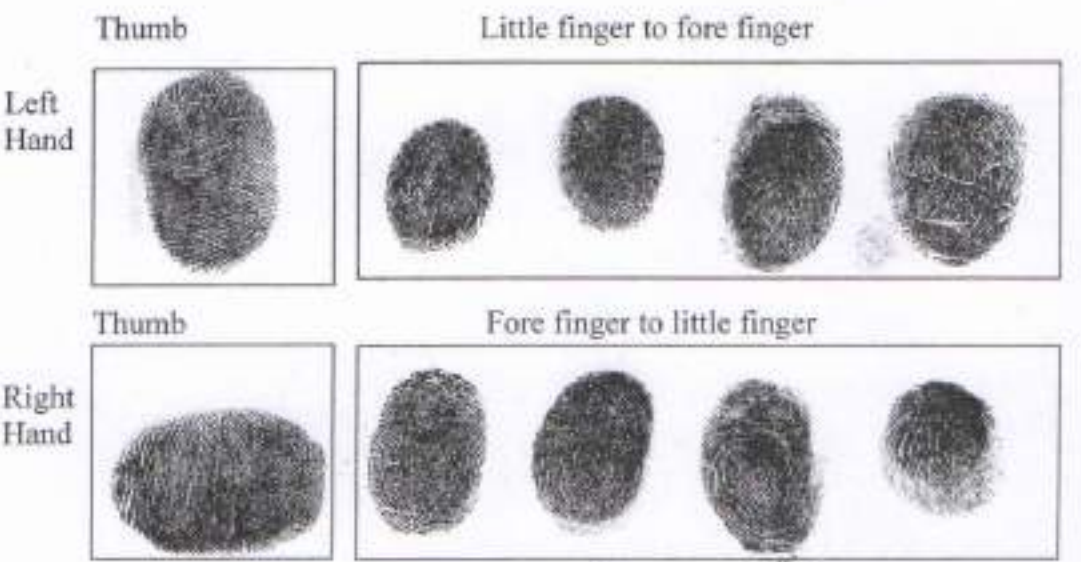 Thumb
Little finger to fore finger
Left
Hand
Thumb
Fore finger to little finger
Right
Hand